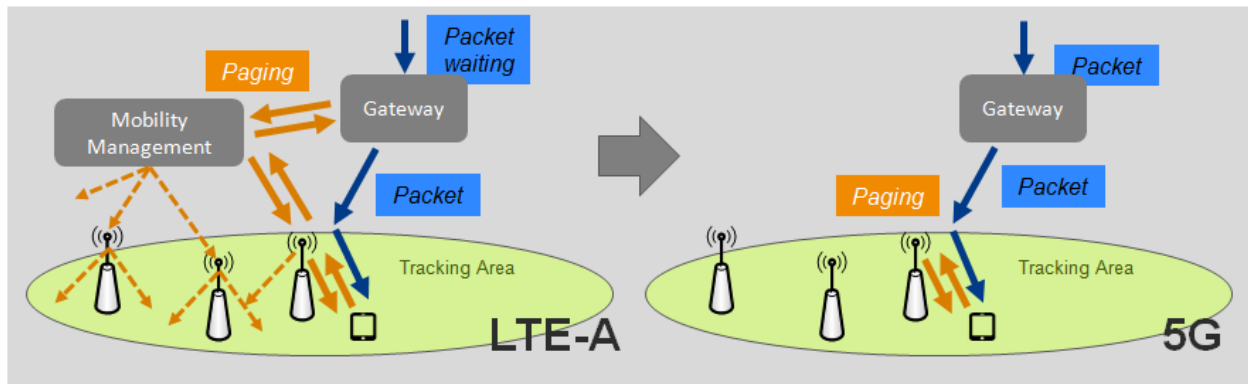 Packet
waiting
Paging
Gateway
Mobility
Management
Packet
Tracking Area
LTE-A
Packet
Gateway
Packet
Paging
Tracking Area
5G